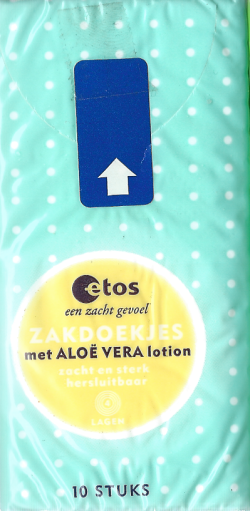 etos
een zacht gevoel
ZAKDOEKJES
met ALOË VERA lotion
zacht en sterk
hersluitbaar
LAGEN
10 STUKS